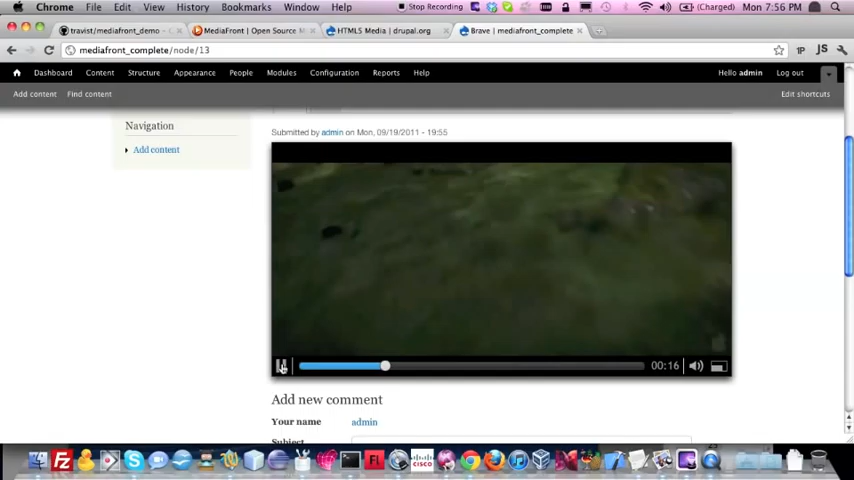 Chrome File Edit View History Bookmarks Window Help Stop Recording (Charged) Mon 7:56 PM
travist/mediafront_demo - MediaFront | Open Source M HTML5 Media | drupal.org Brave | mediafront_complete
mediafront_complete/node/13
Dashboard Content Structure Appearance People Modules Configuration Reports Help Hello admin Log out
Add content Find content Edit shortcuts
Navigation
Submitted by admin on Mon, 09/19/2011 - 19:55
Add content
00:16
Add new comment
Your name admin
Subject